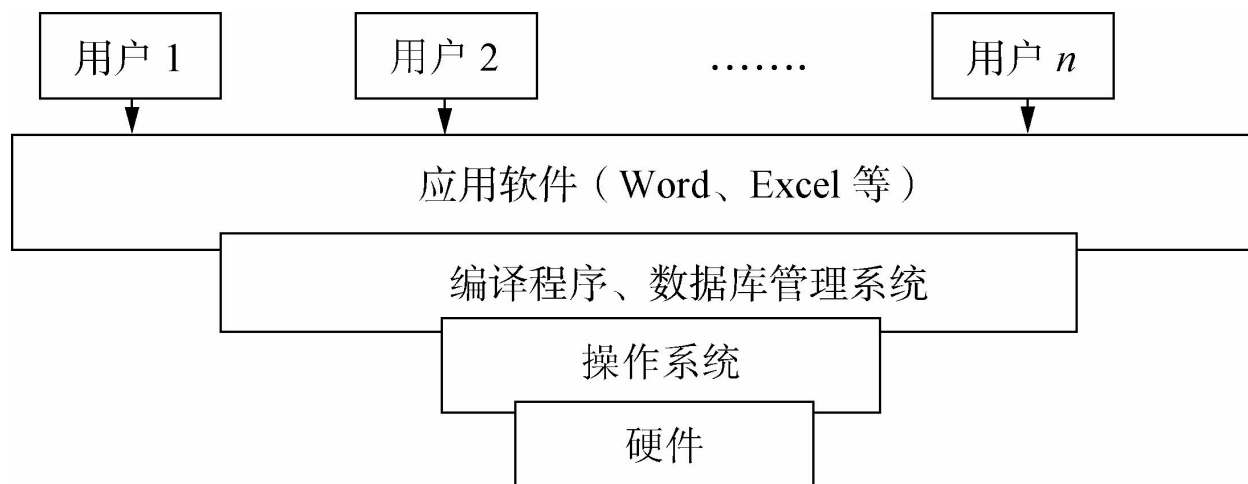 用户 1 用户 2 ……. 用户 n
应用软件（Word、Excel 等）
编译程序、数据库管理系统
操作系统
硬件